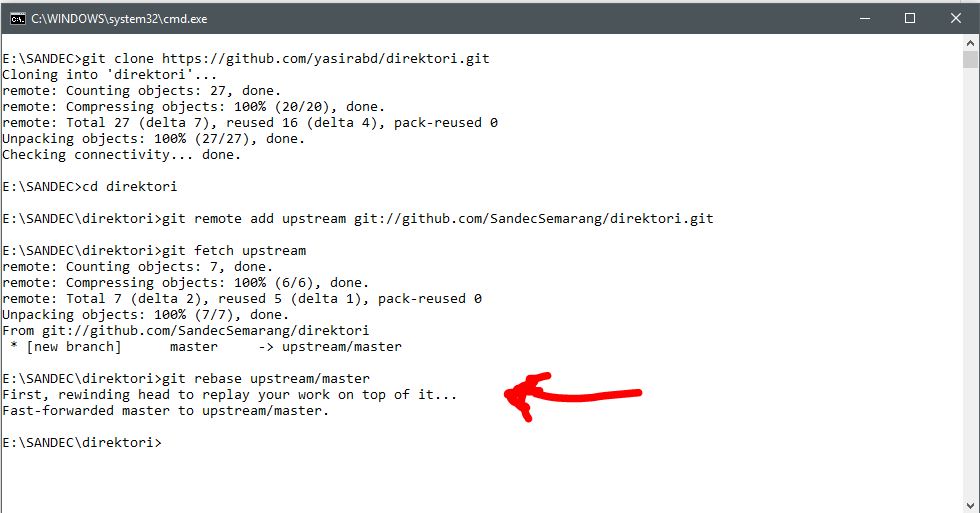 C:\WINDOWS\system32\cmd.exe
E:\SANDEC>git clone https://github.com/yasirabd/direktori.git
Cloning into 'direktori'...
remote: Counting objects: 27, done.
remote: Compressing objects: 100% (20/20), done.
remote: Total 27 (delta 7), reused 16 (delta 4), pack-reused 0
Unpacking objects: 100% (27/27), done.
Checking connectivity... done.
E:\SANDEC>cd direktori
E:\SANDEC\direktori>git remote add upstream git://github.com/SandecSemarang/direktori.git
E:\SANDEC\direktori>git fetch upstream
remote: Counting objects: 7, done.
remote: Compressing objects: 100% (6/6), done.
remote: Total 7 (delta 2), reused 5 (delta 1), pack-reused 0
Unpacking objects: 100% (7/7), done.
From git://github.com/SandecSemarang/direktori
 * [new branch]      master     -> upstream/master
E:\SANDEC\direktori>git rebase upstream/master
First, rewinding head to replay your work on top of it...
Fast-forwarded master to upstream/master.
E:\SANDEC\direktori>